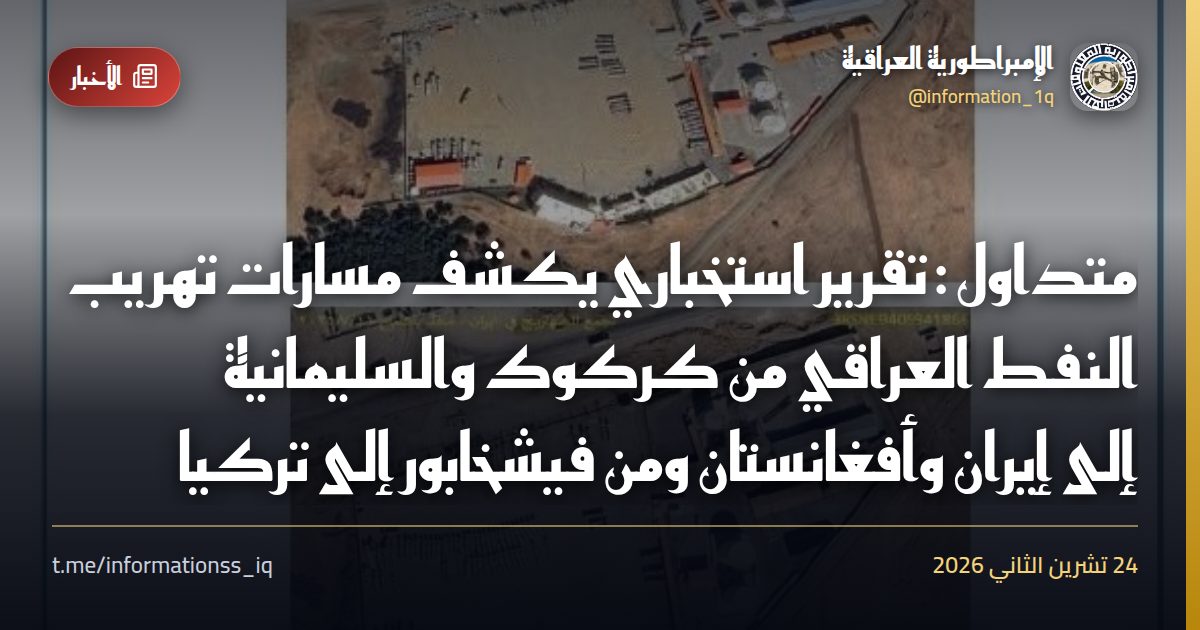 الإمبراطورية العراقية
@information_1q
الأخبار
متداول : تقرير استخباري يكشف مسارات تهريب
النفط العراقي من كركوك والسليمانية
إلى إيران وأفغانستان ومن فيشخابور إلى تركيا
24 تشرين الثاني 2026
t.me/informationss_iq